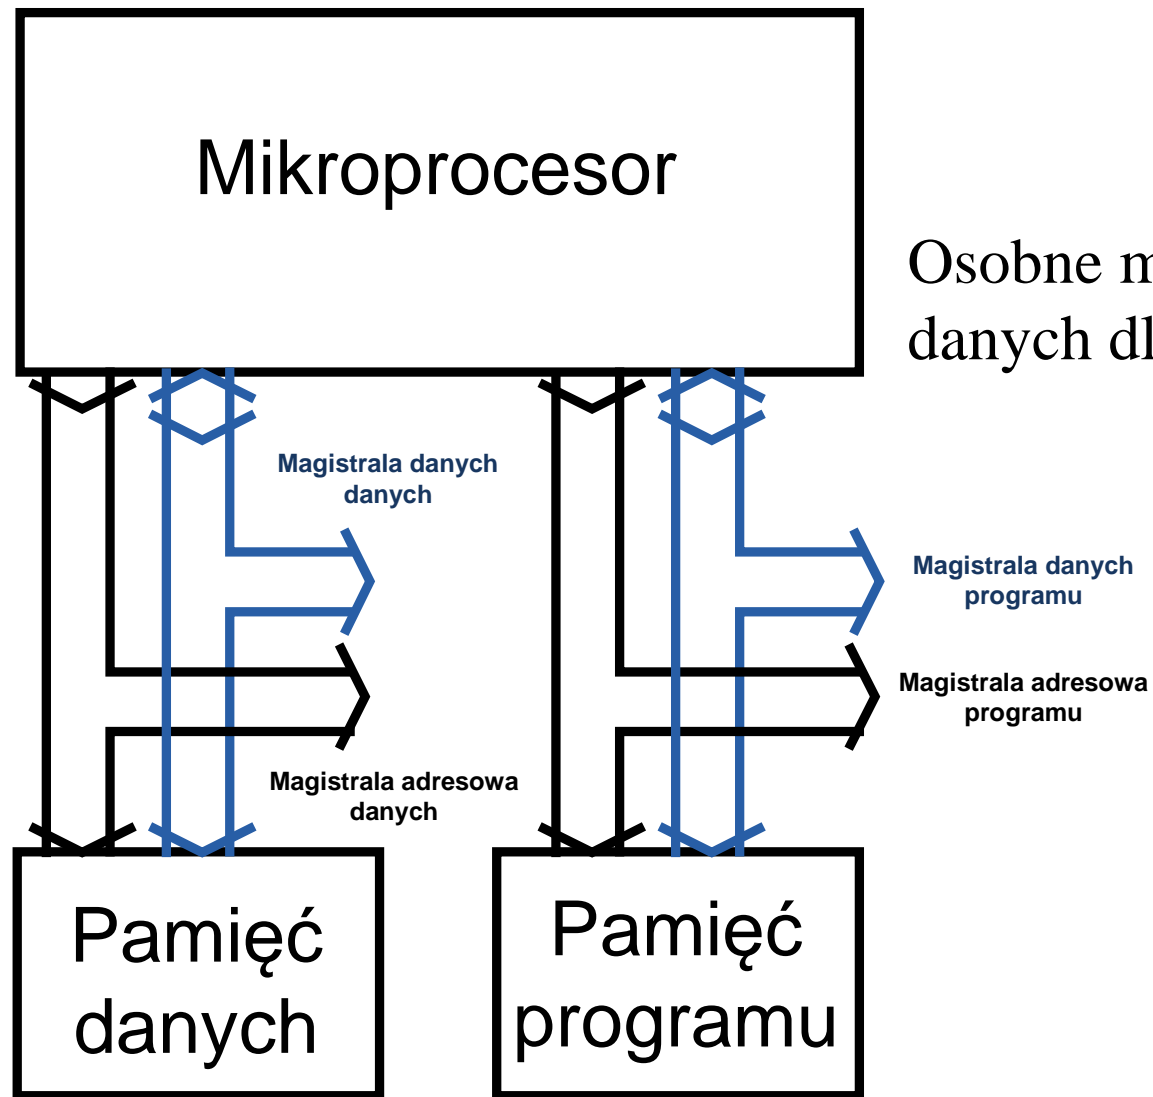 Mikroprocesor
Osobne
danych
Magistrala danych
danych
Magistrala danych
programu
Magistrala adresowa
programu
Magistrala adresowa
danych
Pamięć
danych
Pamięć
programu